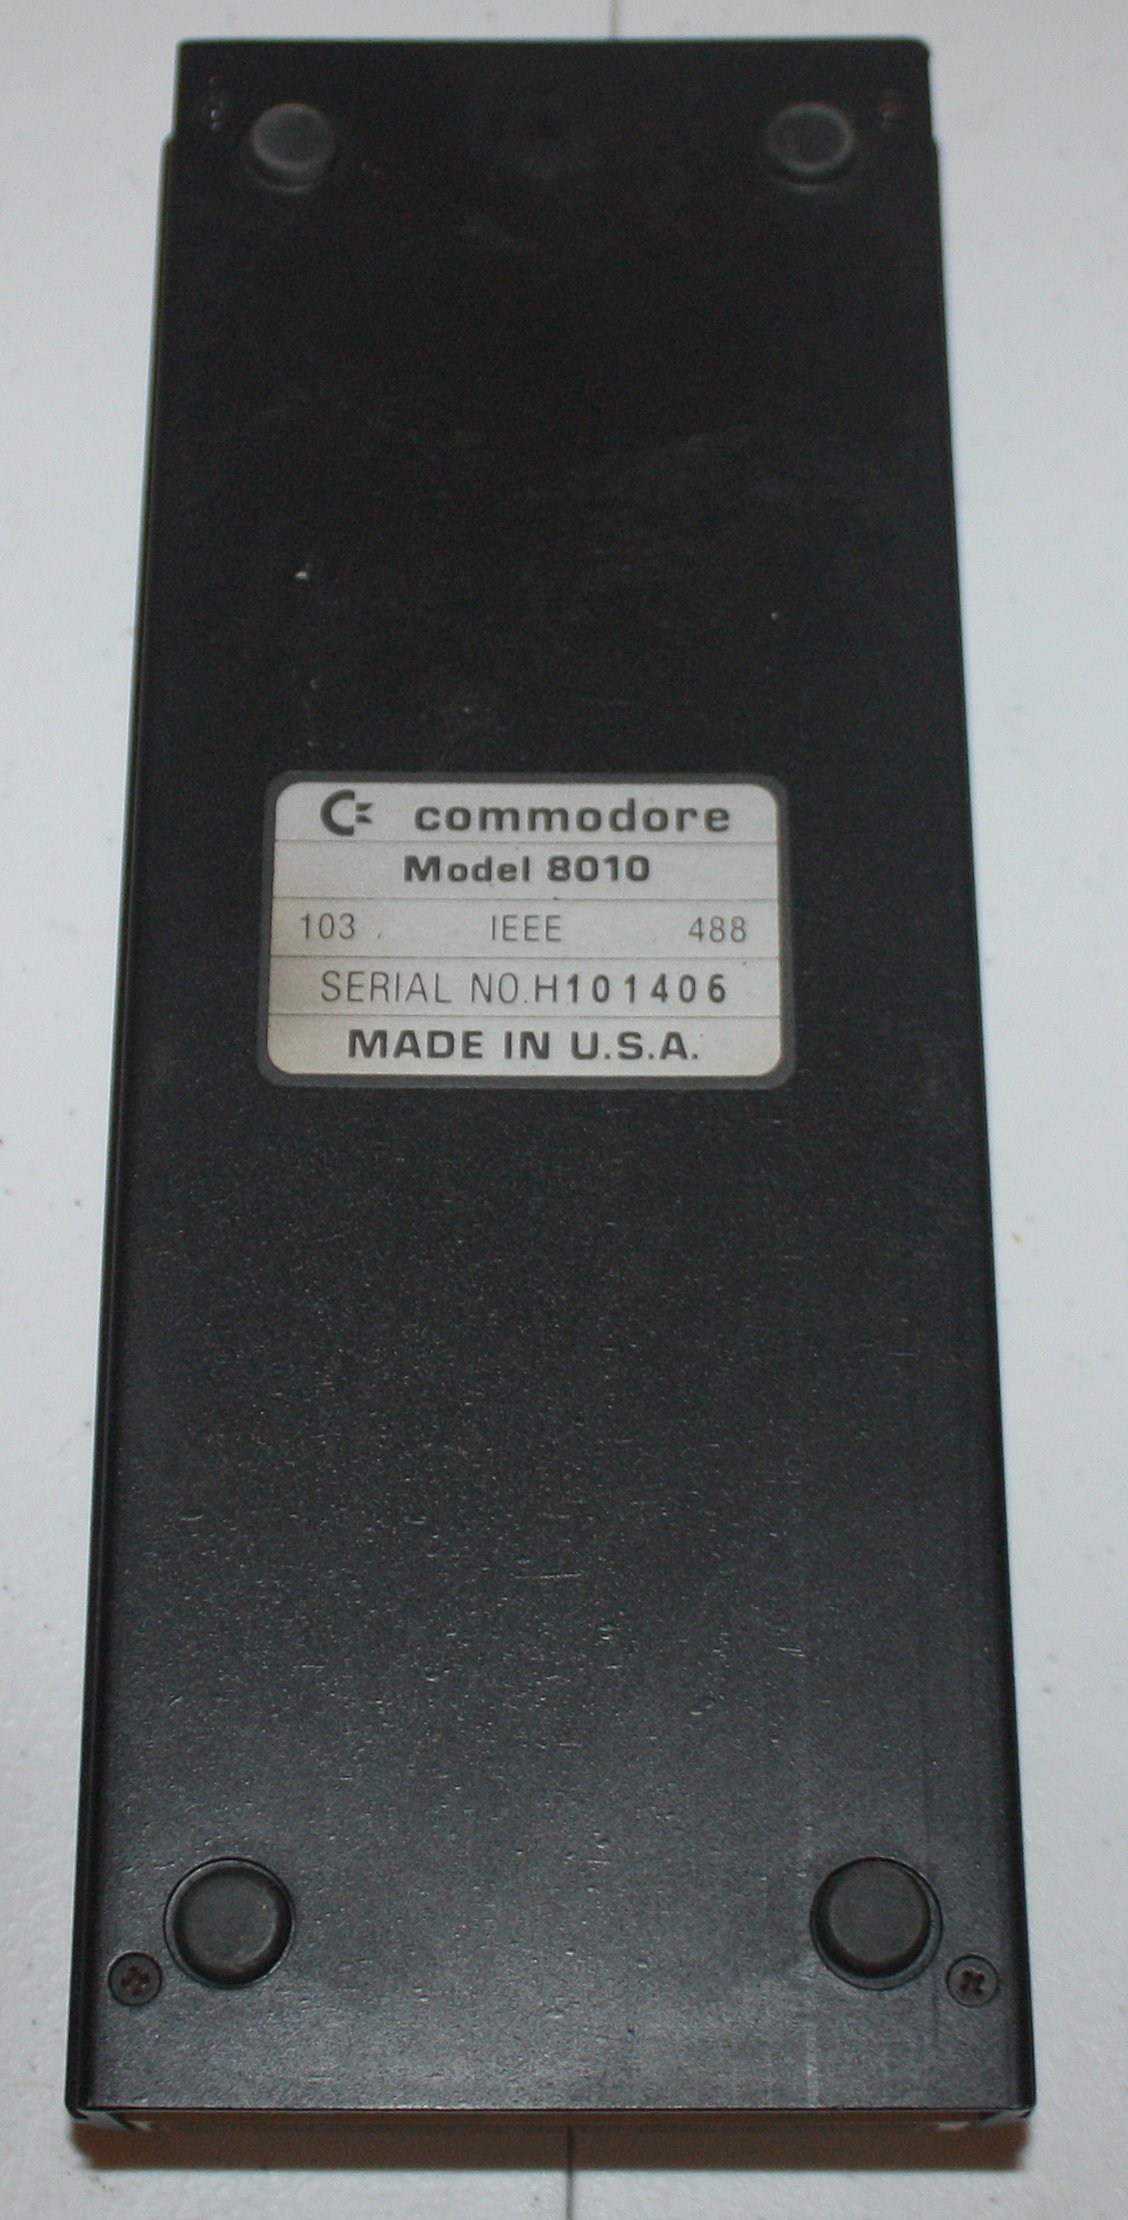 C commodore
Model 8010
103 . IEEE 488
SERIAL NO.H101406
MADE IN U.S.A.